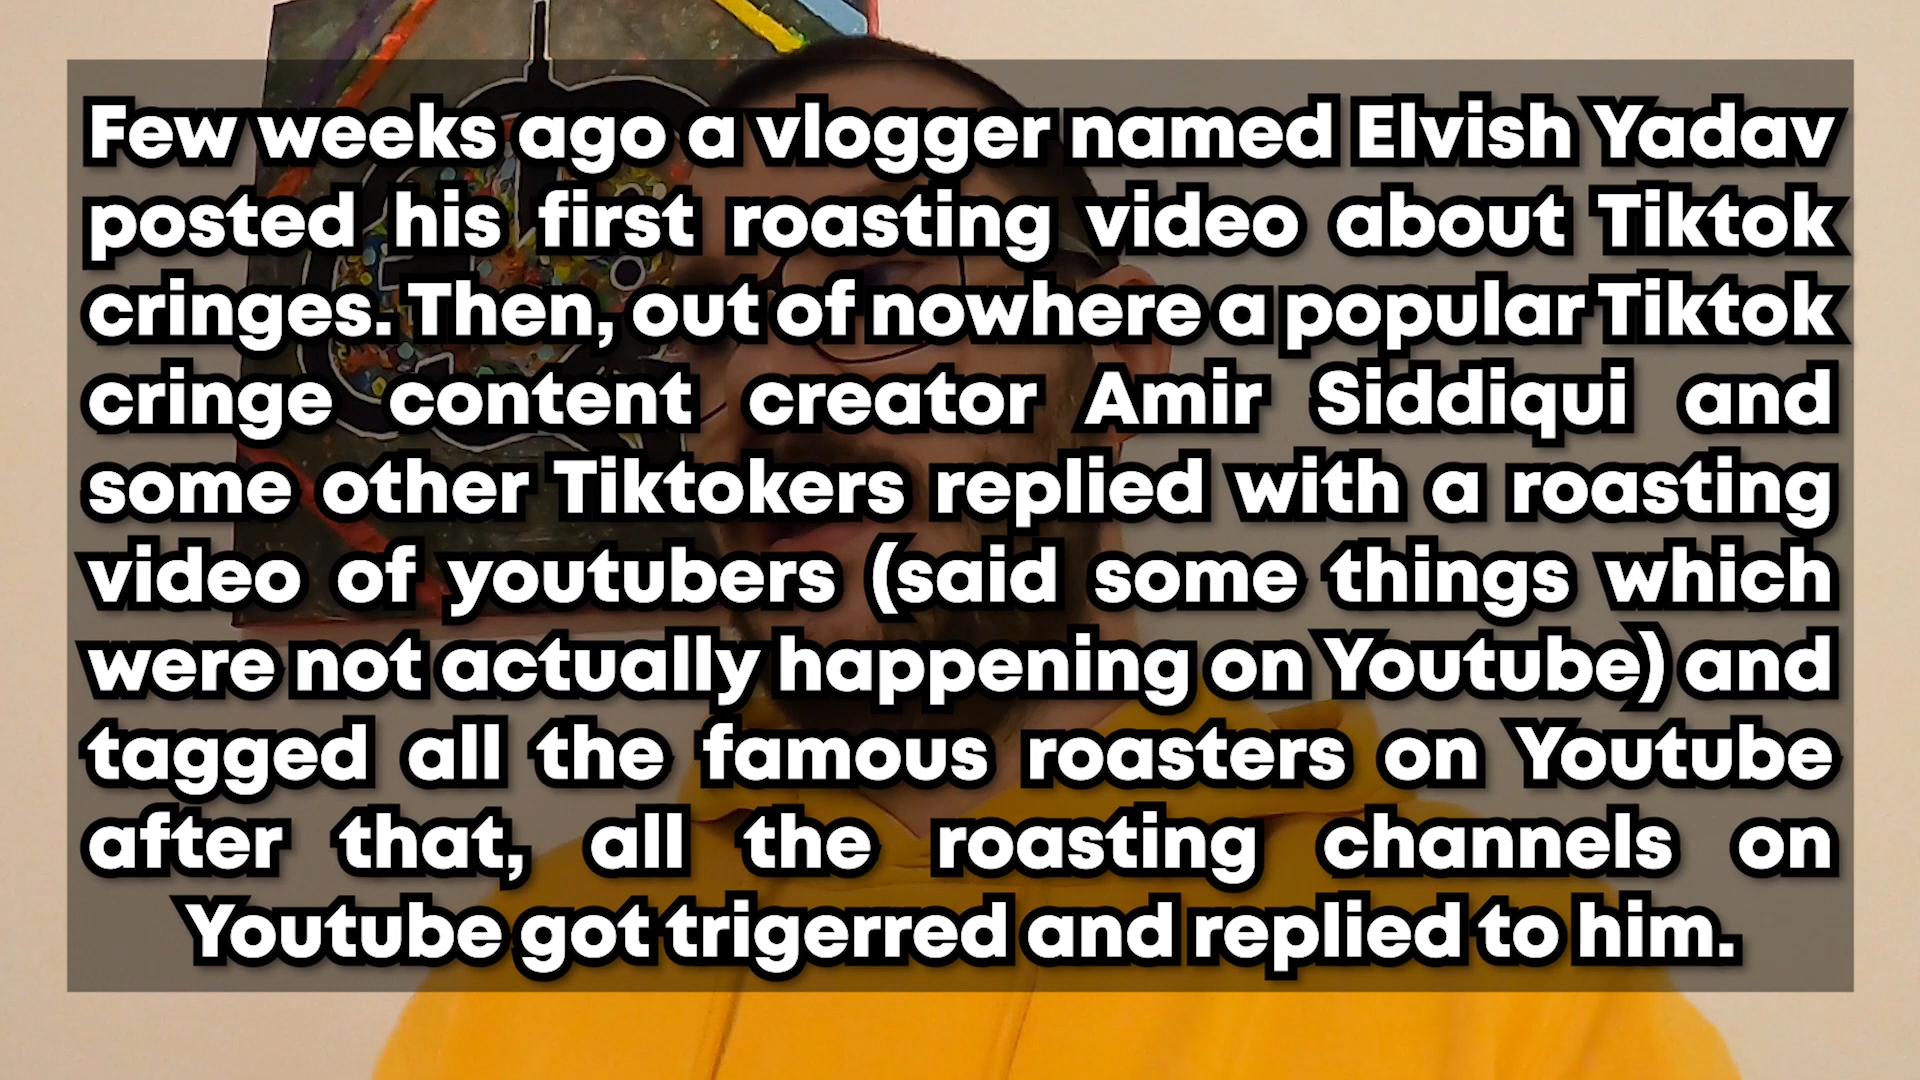 Few weeks ago a vlogger named Elvish Yadav
posted his first roasting video about Tiktok
cringes. Then, out of nowhere a popular Tiktok
cringe content creator Amir Siddiqui and
some other Tiktokers replied with a roasting
video of youtubers (said some things which
were not actually happening on Youtube) and
tagged all the famous roasters on Youtube
after that, all the roasting channels on
Youtube got trigerred and replied to him.